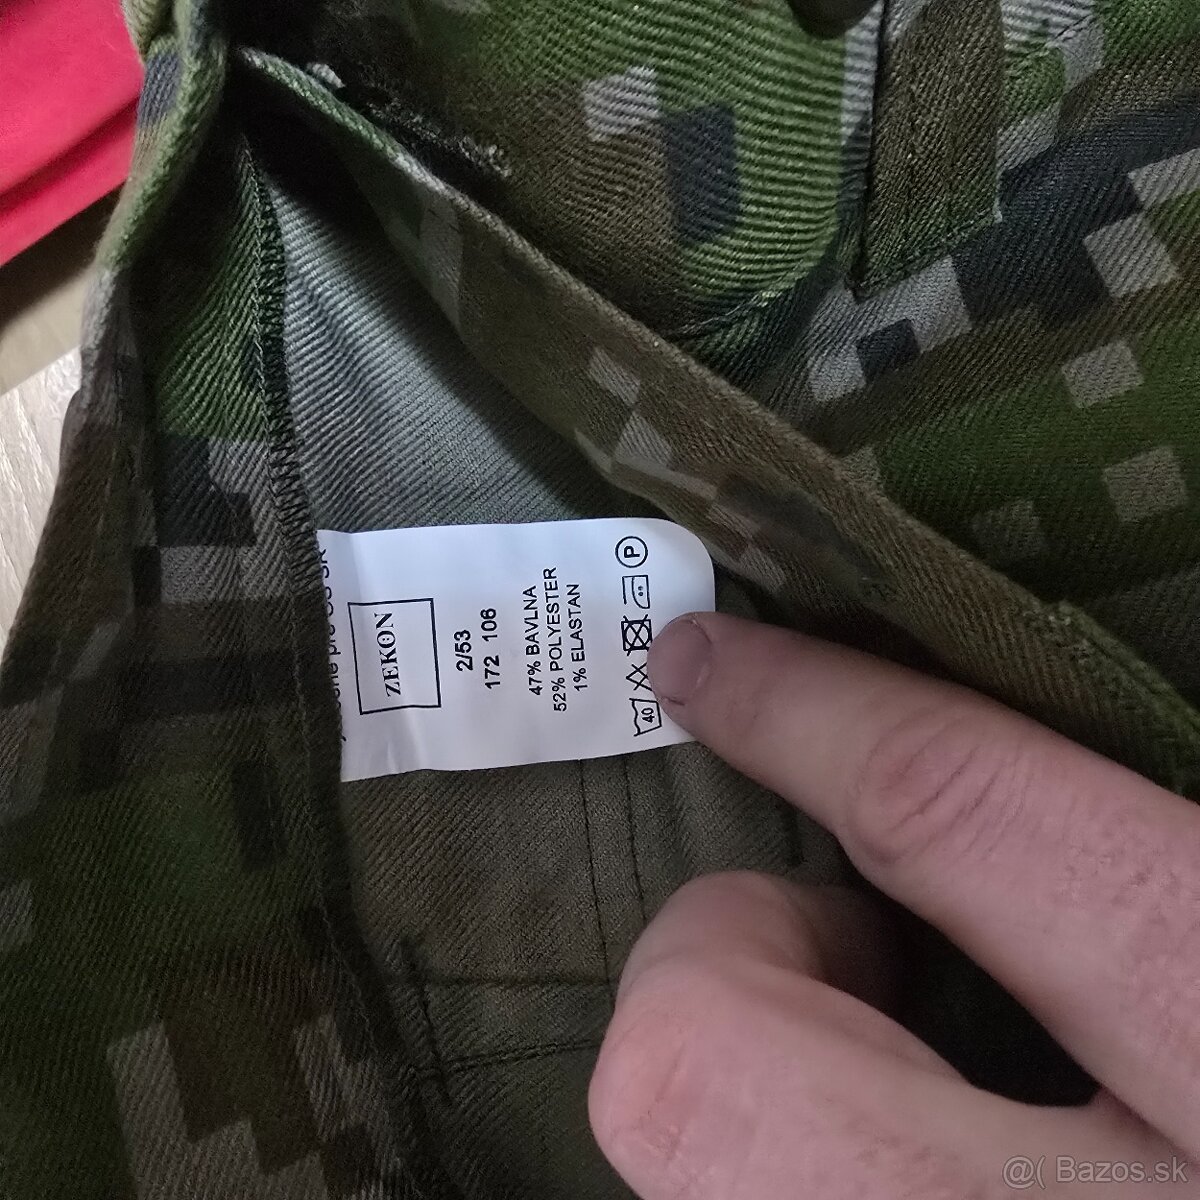 ZEKON
2/53
172 106
47% BAVLNA
52% POLYESTER
1% ELASTAN
40
P
@( Bazos.sk